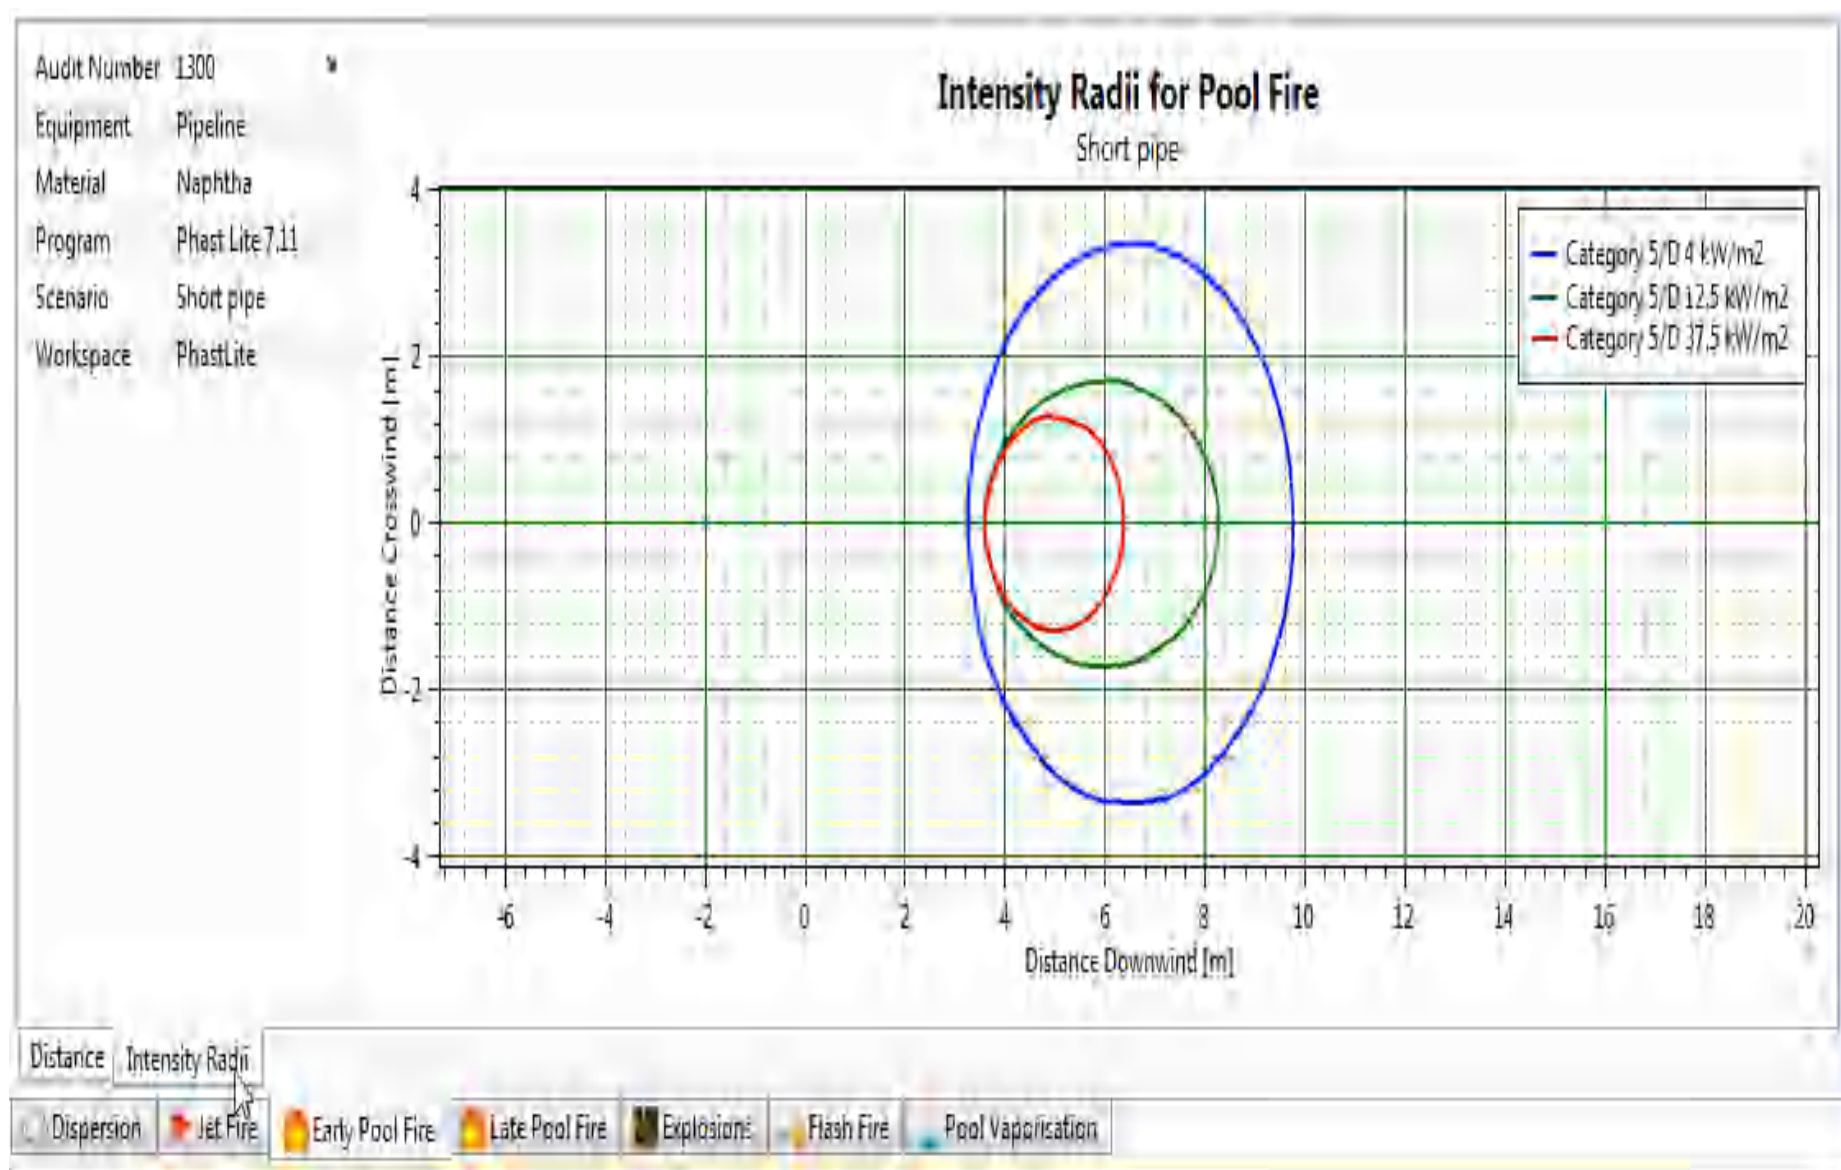 Audit Number 1300
Equipment Pipeline
Material Naphtha
Program Phast Lite 7.11
Scenario Short pipe
Workspace PhastLite
Intensity Radii for Pool Fire
Short pipe
Category 5/D 4 kW/m2
Category 5/D 12.5 kW/m2
Category 5/D 37.5 kW/m2
Distance Crosswind [m]
4
2
0
-2
-4
-6 -4 -2 0 2 4 6 8 10 12 14 16 18 20
Distance Downwind [m]
Distance Intensity Radii
Dispersion Jet Fire Early Pool Fire Late Pool Fire Explosions Flash Fire Pool Vaporisation